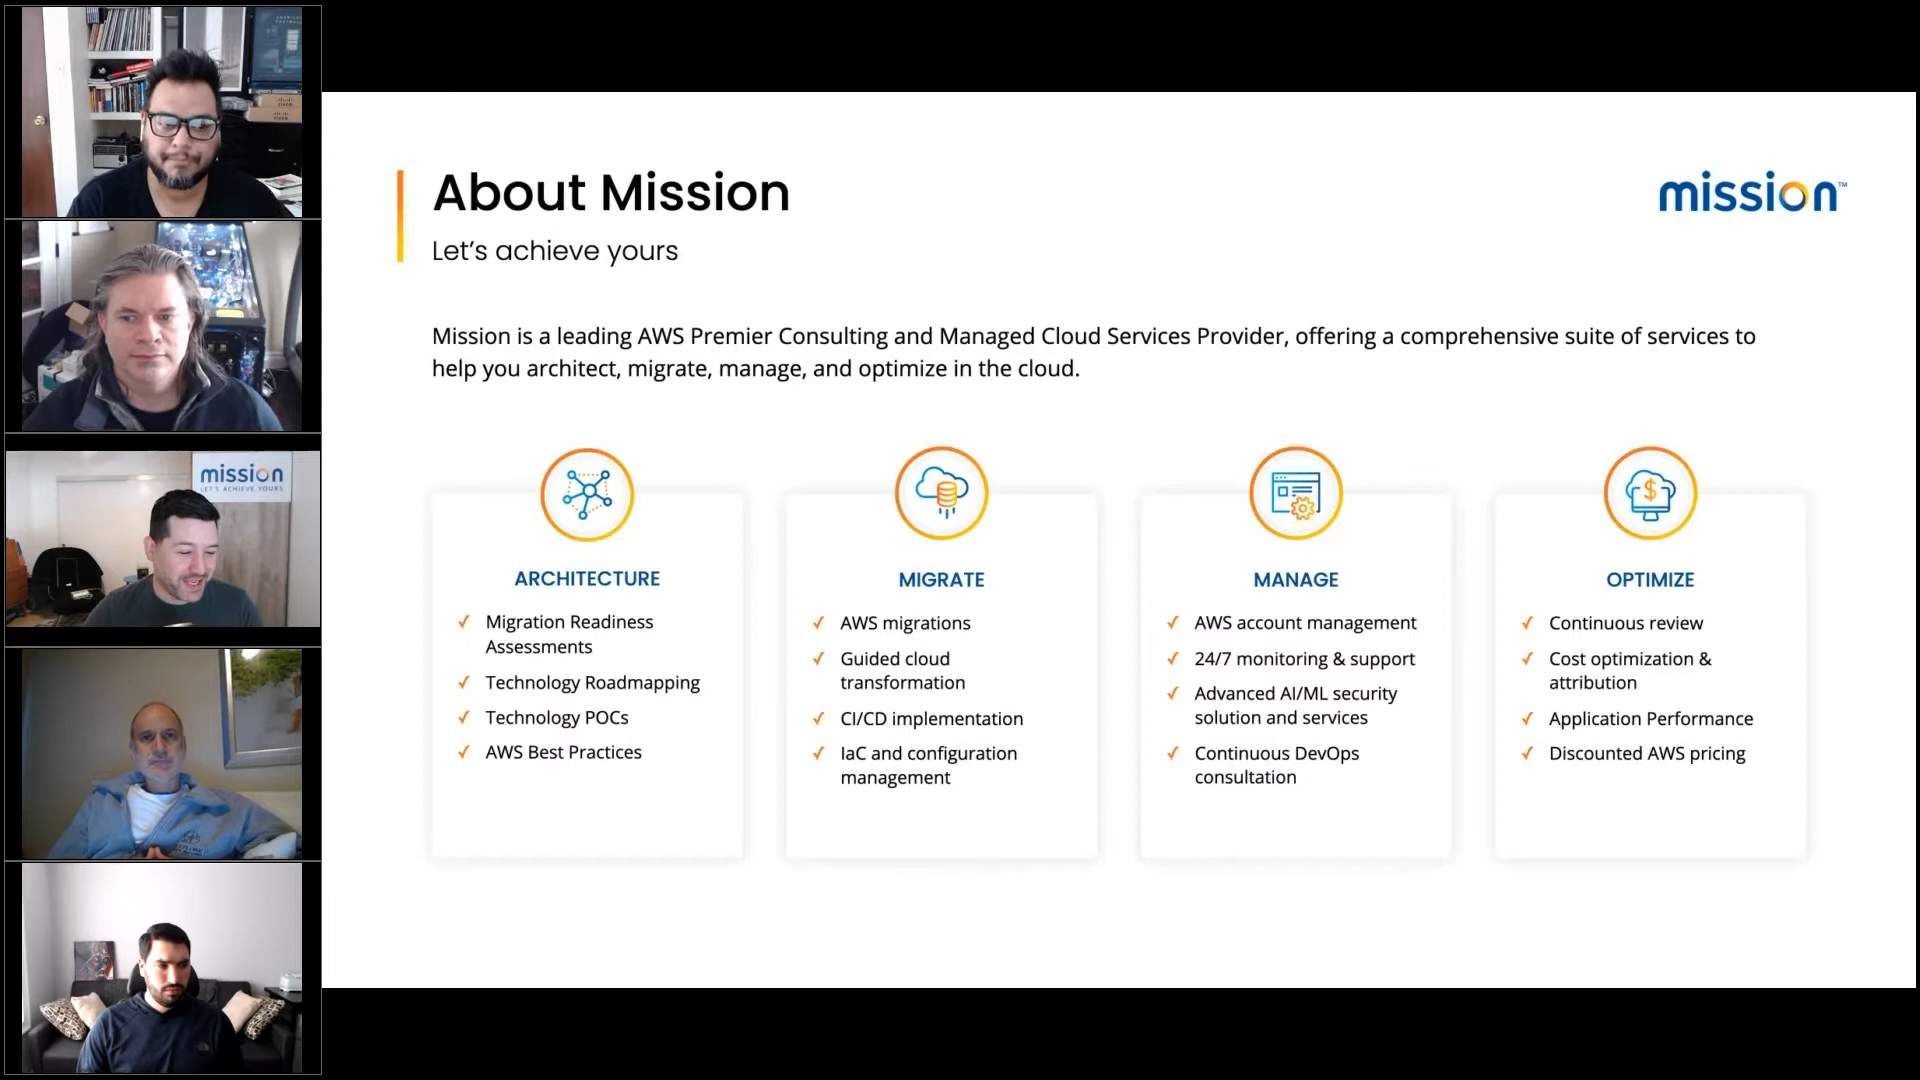 About Mission
mission™
Let's achieve yours
Mission is a leading AWS Premier Consulting and Managed Cloud Services Provider, offering a comprehensive suite of services to
help you architect, migrate, manage, and optimize in the cloud.
ARCHITECTURE
Migration Readiness
Assessments
Technology Roadmapping
Technology POCs
AWS Best Practices
MIGRATE
AWS migrations
Guided cloud
transformation
CI/CD implementation
IaC and configuration
management
MANAGE
AWS account management
24/7 monitoring & support
Advanced AI/ML security
solution and services
Continuous DevOps
consultation
OPTIMIZE
Continuous review
Cost optimization &
attribution
Application Performance
Discounted AWS pricing
mission
LET'S ACHIEVE YOURS